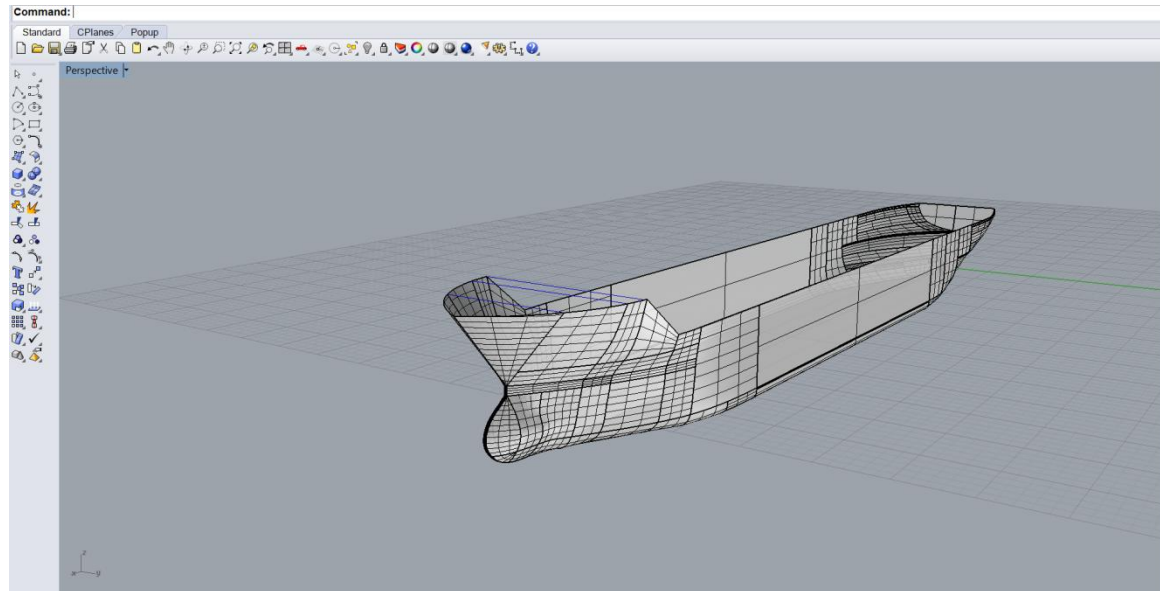 Command:
Standard CPlanes Popup
Perspective
z
x y